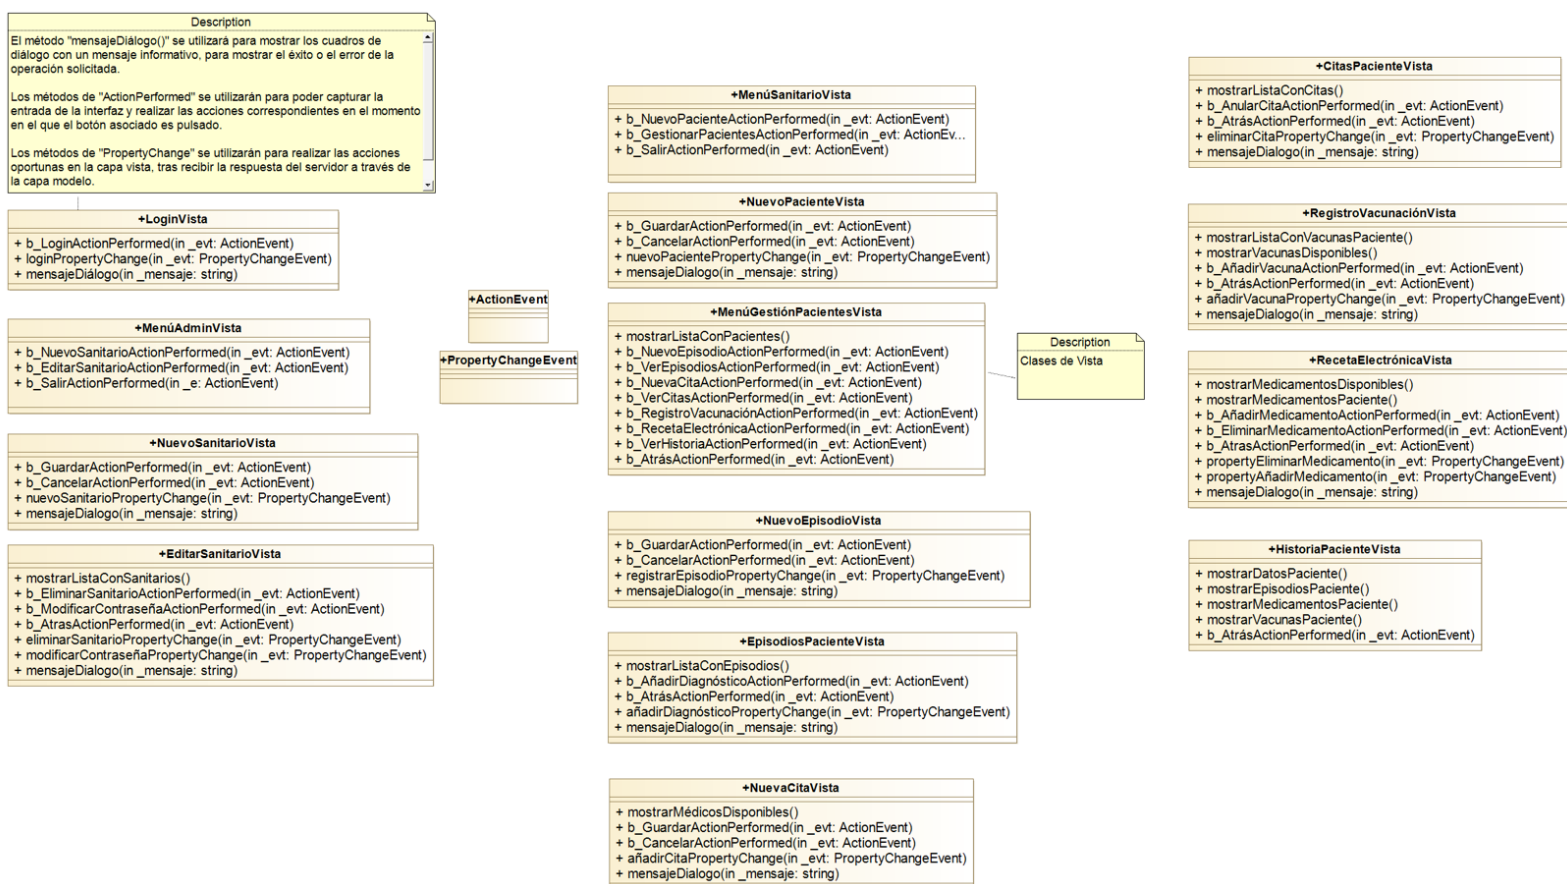 Description
El método "mensajeDiálogo()" se utilizará para mostrar los cuadros de
diálogo con un mensaje informativo, para mostrar el éxito o el error de la
operación solicitada.
Los métodos de "ActionPerformed" se utilizarán para poder capturar la
entrada de la interfaz y realizar las acciones correspondientes en el momento
en el que el botón asociado es pulsado.
Los métodos de "PropertyChange" se utilizarán para realizar las acciones
oportunas en la capa vista, tras recibir la respuesta del servidor a través de
la capa modelo.
+LoginVista
+ b_LoginActionPerformed(in _evt: ActionEvent)
+ loginPropertyChange(in _evt: PropertyChangeEvent)
+ mensajeDiálogo(in _mensaje: string)
+MenúAdminVista
+ b_NuevoSanitarioActionPerformed(in _evt: ActionEvent)
+ b_EditarSanitarioActionPerformed(in _evt: ActionEvent)
+ b_SalirActionPerformed(in _e: ActionEvent)
+NuevoSanitarioVista
+ b_GuardarActionPerformed(in _evt: ActionEvent)
+ b_CancelarActionPerformed(in _evt: ActionEvent)
+ nuevoSanitarioPropertyChange(in _evt: PropertyChangeEvent)
+ mensajeDialogo(in _mensaje: string)
+EditarSanitarioVista
+ mostrarListaConSanitarios()
+ b_EliminarSanitarioActionPerformed(in _evt: ActionEvent)
+ b_ModificarContraseñaActionPerformed(in _evt: ActionEvent)
+ b_AtrasActionPerformed(in _evt: ActionEvent)
+ eliminarSanitarioPropertyChange(in _evt: PropertyChangeEvent)
+ modificarContraseñaPropertyChange(in _evt: PropertyChangeEvent)
+ mensajeDialogo(in _mensaje: string)
+ActionEvent
+PropertyChangeEvent
+MenúSanitarioVista
+ b_NuevoPacienteActionPerformed(in _evt: ActionEvent)
+ b_GestionarPacientesActionPerformed(in _evt: ActionEv...
+ b_SalirActionPerformed(in _evt: ActionEvent)
+NuevoPacienteVista
+ b_GuardarActionPerformed(in _evt: ActionEvent)
+ b_CancelarActionPerformed(in _evt: ActionEvent)
+ nuevoPacientePropertyChange(in _evt: PropertyChangeEvent)
+ mensajeDialogo(in _mensaje: string)
+MenúGestiónPacientesVista
+ mostrarListaConPacientes()
+ b_NuevoEpisodioActionPerformed(in _evt: ActionEvent)
+ b_VerEpisodiosActionPerformed(in _evt: ActionEvent)
+ b_NuevaCitaActionPerformed(in _evt: ActionEvent)
+ b_VerCitasActionPerformed(in _evt: ActionEvent)
+ b_RegistroVacunaciónActionPerformed(in _evt: ActionEvent)
+ b_RecetaElectrónicaActionPerformed(in _evt: ActionEvent)
+ b_VerHistoriaActionPerformed(in _evt: ActionEvent)
+ b_AtrásActionPerformed(in _evt: ActionEvent)
Description
Clases de Vista
+NuevoEpisodioVista
+ b_GuardarActionPerformed(in _evt: ActionEvent)
+ b_CancelarActionPerformed(in _evt: ActionEvent)
+ registrarEpisodioPropertyChange(in _evt: PropertyChangeEvent)
+ mensajeDialogo(in _mensaje: string)
+EpisodiosPacienteVista
+ mostrarListaConEpisodios()
+ b_AñadirDiagnósticoActionPerformed(in _evt: ActionEvent)
+ b_AtrásActionPerformed(in _evt: ActionEvent)
+ añadirDiagnósticoPropertyChange(in _evt: PropertyChangeEvent)
+ mensajeDialogo(in _mensaje: string)
+NuevaCitaVista
+ mostrarMédicosDisponibles()
+ b_GuardarActionPerformed(in _evt: ActionEvent)
+ b_CancelarActionPerformed(in _evt: ActionEvent)
+ añadirCitaPropertyChange(in _evt: PropertyChangeEvent)
+ mensajeDialogo(in _mensaje: string)
+CitasPacienteVista
+ mostrarListaConCitas()
+ b_AnularCitaActionPerformed(in _evt: ActionEvent)
+ b_AtrásActionPerformed(in _evt: ActionEvent)
+ eliminarCitaPropertyChange(in _evt: PropertyChangeEvent)
+ mensajeDialogo(in _mensaje: string)
+RegistroVacunaciónVista
+ mostrarListaConVacunasPaciente()
+ mostrarVacunasDisponibles()
+ b_AñadirVacunaActionPerformed(in _evt: ActionEvent)
+ b_AtrásActionPerformed(in _evt: ActionEvent)
+ añadirVacunaPropertyChange(in _evt: PropertyChangeEvent)
+ mensajeDialogo(in _mensaje: string)
+RecetaElectrónicaVista
+ mostrarMedicamentosDisponibles()
+ mostrarMedicamentosPaciente()
+ b_AñadirMedicamentoActionPerformed(in _evt: ActionEvent)
+ b_EliminarMedicamentoActionPerformed(in _evt: ActionEvent)
+ b_AtrasActionPerformed(in _evt: ActionEvent)
+ propertyEliminarMedicamento(in _evt: PropertyChangeEvent)
+ propertyAñadirMedicamento(in _evt: PropertyChangeEvent)
+ mensajeDialogo(in _mensaje: string)
+HistoriaPacienteVista
+ mostrarDatosPaciente()
+ mostrarEpisodiosPaciente()
+ mostrarMedicamentosPaciente()
+ mostrarVacunasPaciente()
+ b_AtrásActionPerformed(in _evt: ActionEvent)